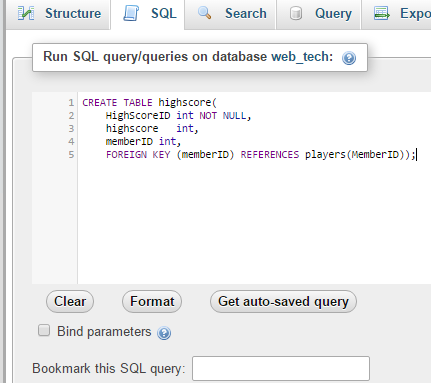 Structure SQL Search Query Expo
Run SQL query/queries on database web_tech:
1 CREATE TABLE highscore(
2 HighScoreID int NOT NULL,
3 highscore int,
4 memberID int,
5 FOREIGN KEY (memberID) REFERENCES players(MemberID));
Clear Format Get auto-saved query
Bind parameters
Bookmark this SQL query: